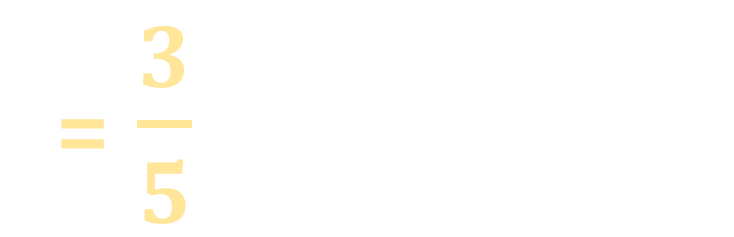 = 3/5